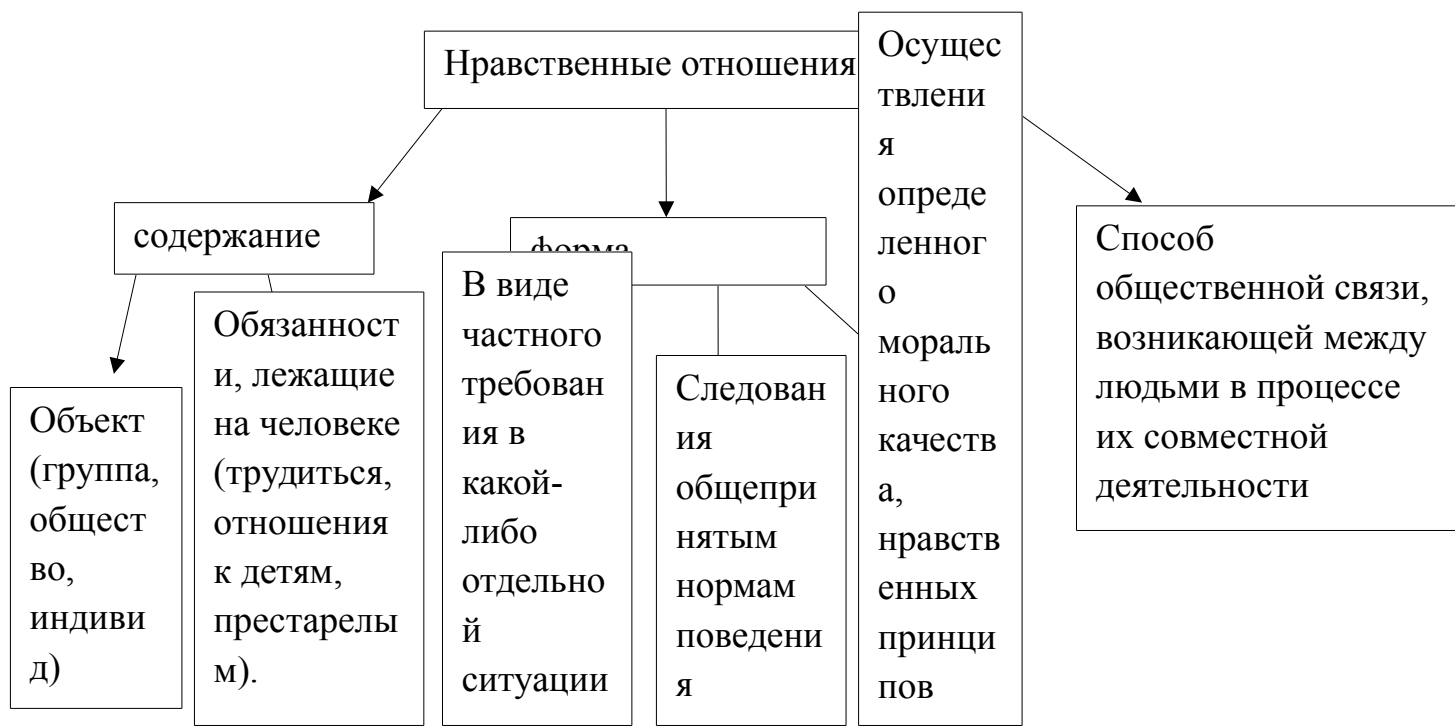 Нравственные отношения
содержание
форма
Объект
(группа,
общест
во,
индиви
д)
Обязанност
и, лежащие
на человеке
(трудиться,
отношения
к детям,
престарелы
м).
В виде
частного
требован
ия в
какой-
либо
отдельно
й
ситуации
Следован
ия
общепри
нятым
нормам
поведени
я
Осущес
твлени
я
опреде
ленног
о
мораль
ного
качеств
а,
нравств
енных
принци
пов
Способ
общественной связи,
возникающей между
людьми в процессе
их совместной
деятельности